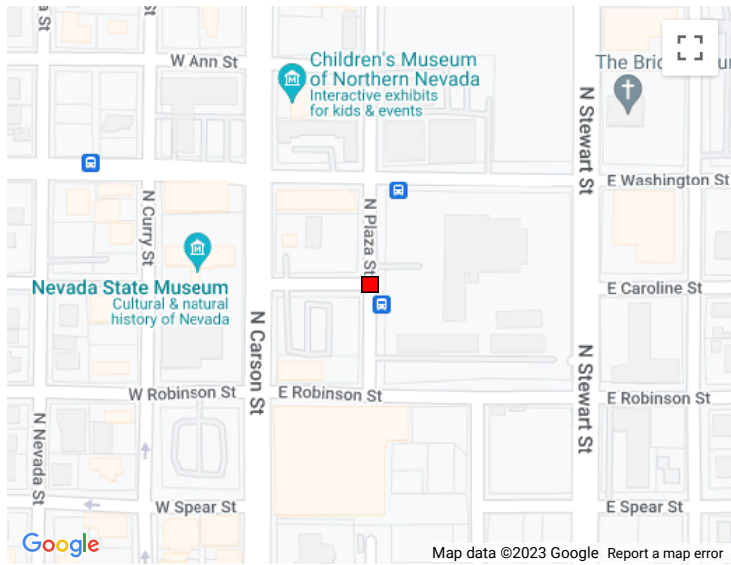 W Ann St
Children's Museum
of Northern Nevada
Interactive exhibits
for kids & events
N Stewart St
E Washington St
N Curry St
N Plaza St
Nevada State Museum
Cultural & natural
history of Nevada
E Caroline St
N Carson St
N Stewart St
W Robinson St
E Robinson St
E Robinson St
N Nevada St
W Spear St
E Spear St
Google
Map data ©2023 Google
Report a map error